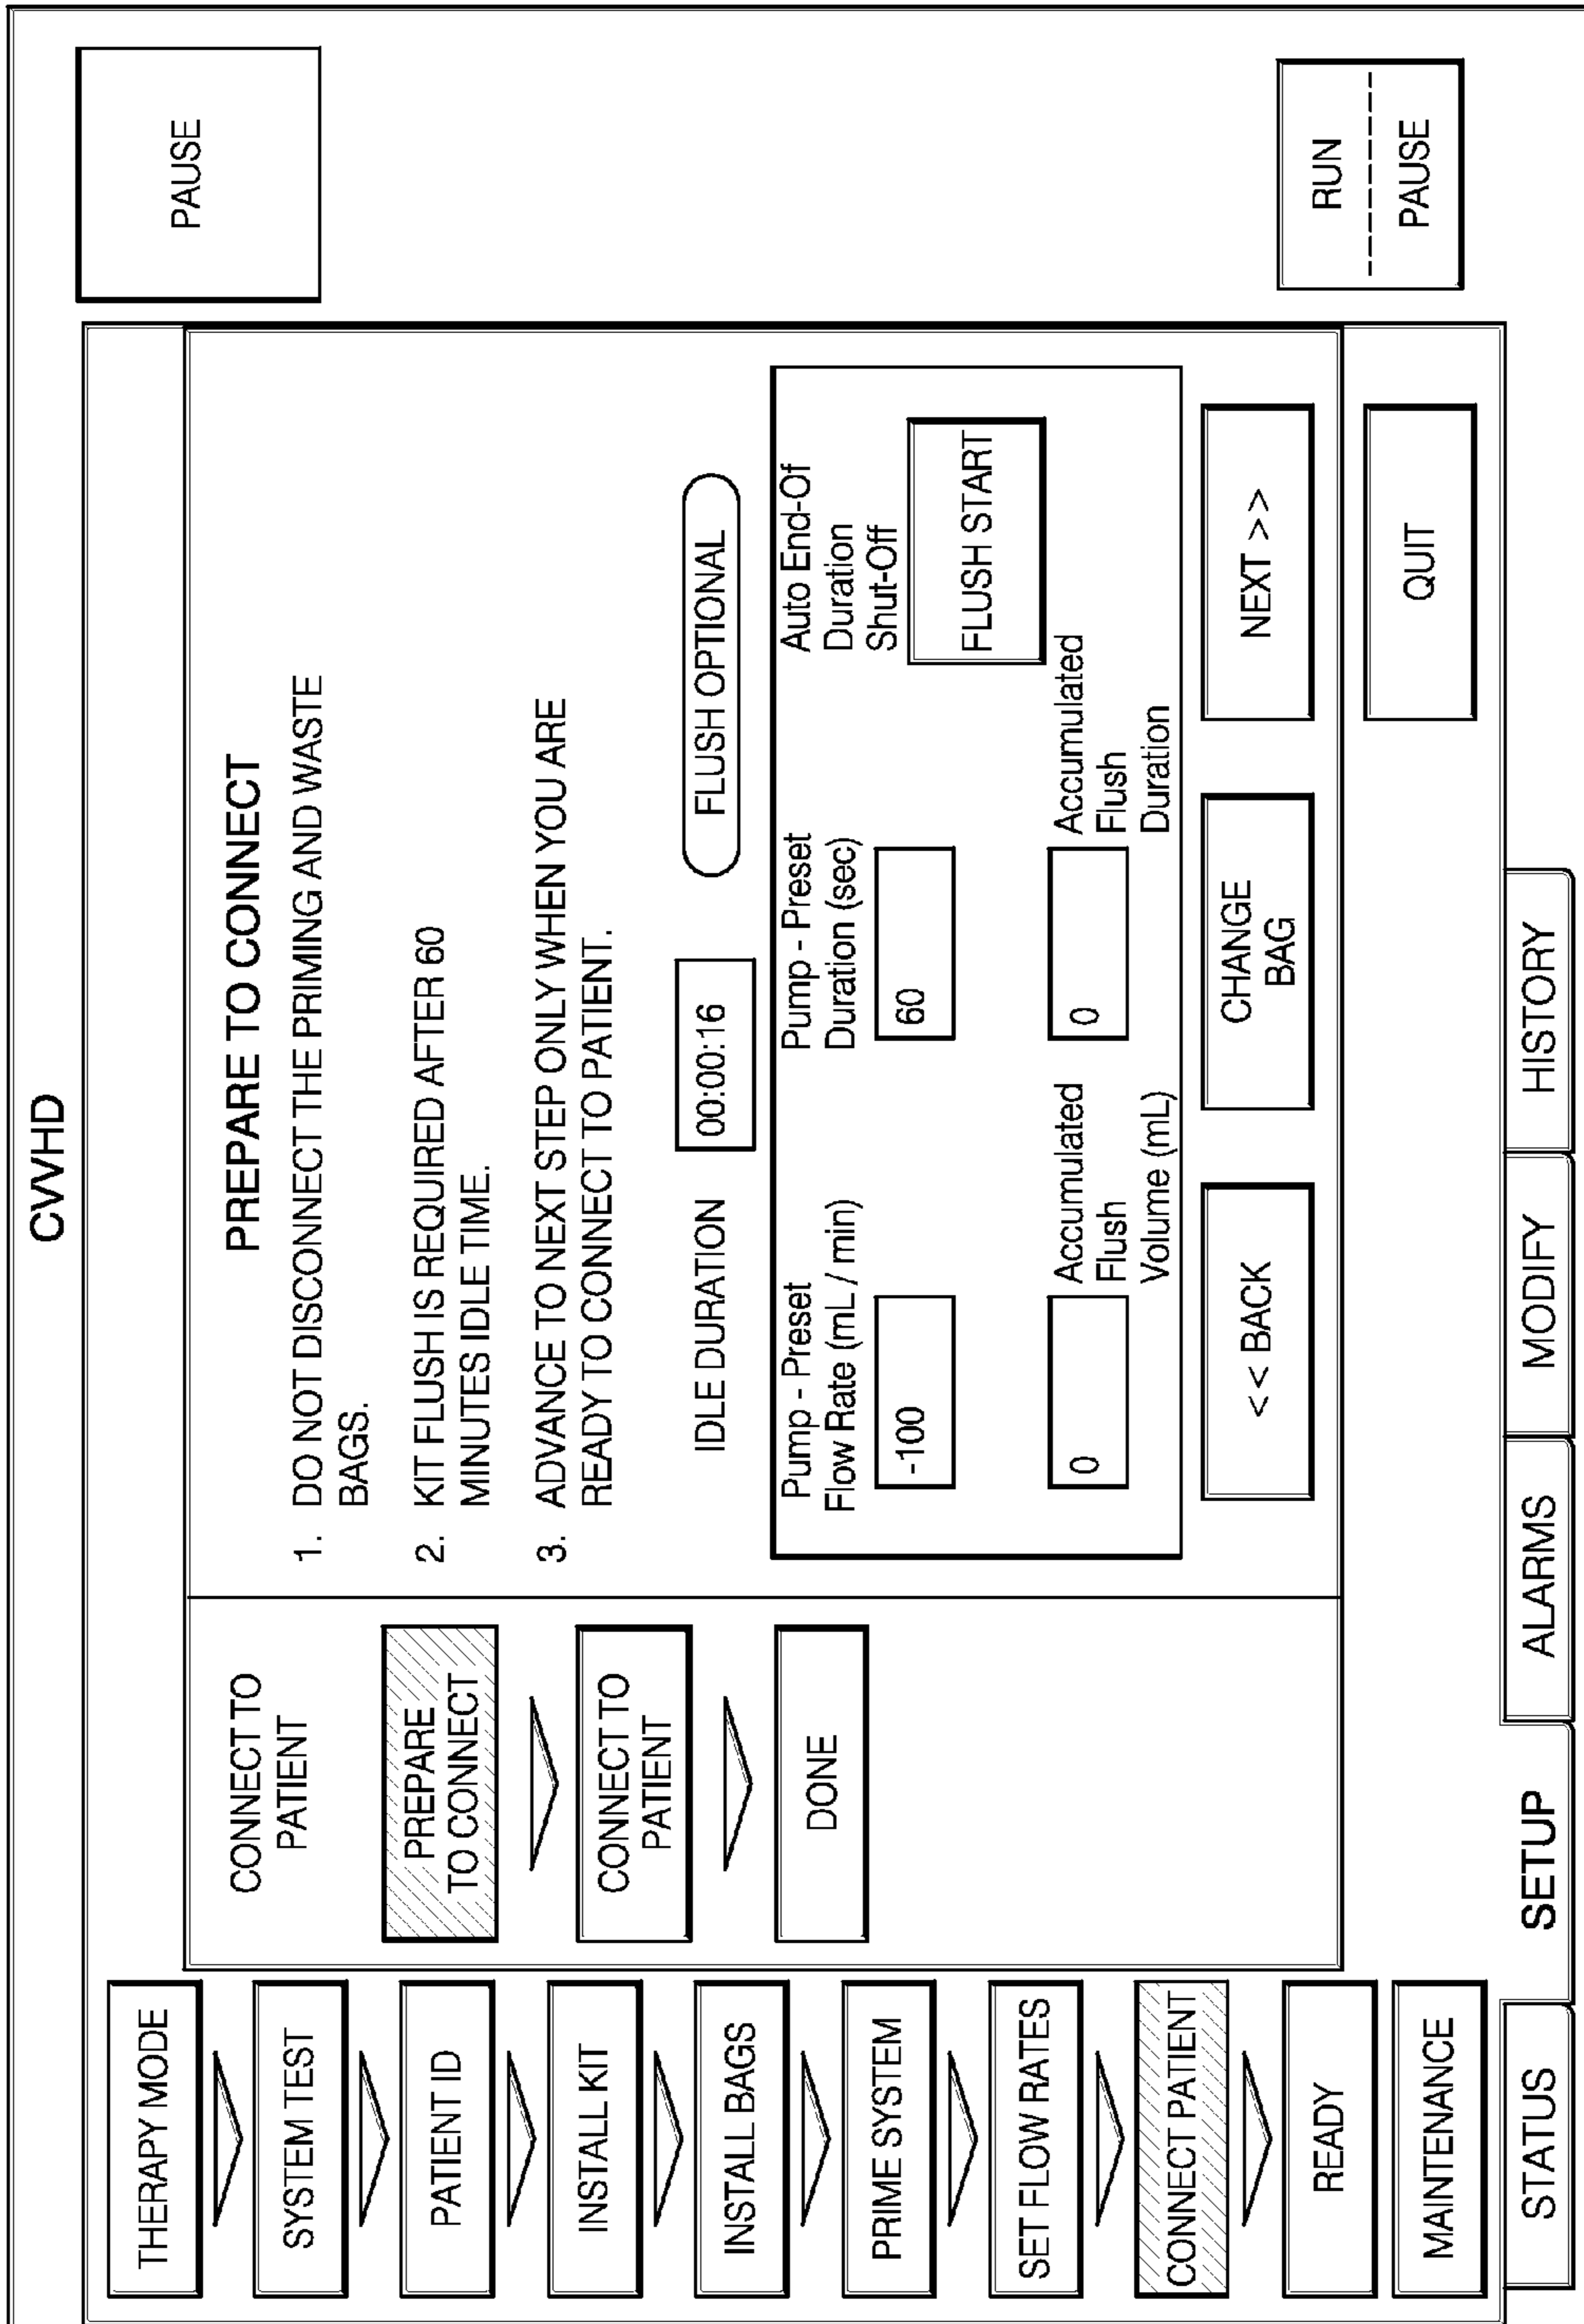 CVVHD
PAUSE
THERAPY MODE
SYSTEM TEST
PATIENT ID
INSTALL KIT
INSTALL BAGS
PRIME SYSTEM
SET FLOW RATES
CONNECT PATIENT
READY
MAINTENANCE
CONNECT TO
PATIENT
PREPARE
TO CONNECT
CONNECT TO
PATIENT
DONE
PREPARE TO CONNECT
1. DO NOT DISCONNECT THE PRIMING AND WASTE
BAGS.
2. KIT FLUSH IS REQUIRED AFTER 60
MINUTES IDLE TIME.
3. ADVANCE TO NEXT STEP ONLY WHEN YOU ARE
READY TO CONNECT TO PATIENT.
IDLE DURATION
00:00:16
FLUSH OPTIONAL
Pump - Preset
Flow Rate (mL / min)
-100
Pump - Preset
Duration (sec)
60
Auto End-Of
Duration
Shut-Off
FLUSH START
0
Accumulated
Flush
Volume (mL)
0
Accumulated
Flush
Duration
< < BACK
CHANGE
BAG
NEXT > >
QUIT
RUN
PAUSE
STATUS
SETUP
ALARMS
MODIFY
HISTORY